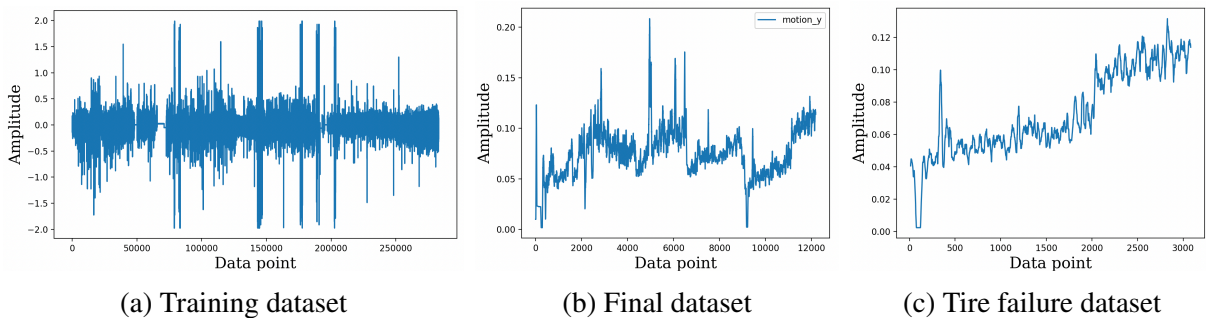 2.0
1.5
1.0
0.5
0.0
−0.5
−1.0
−1.5
−2.0
Amplitude
0 50000 100000 150000 200000 250000
Data point
(a) Training dataset
motion_y
0.20
0.15
0.10
0.05
0.00
Amplitude
0 2000 4000 6000 8000 10000 12000
Data point
(b) Final dataset
0.12
0.10
0.08
0.06
0.04
0.02
0.00
Amplitude
0 500 1000 1500 2000 2500 3000
Data point
(c) Tire failure dataset